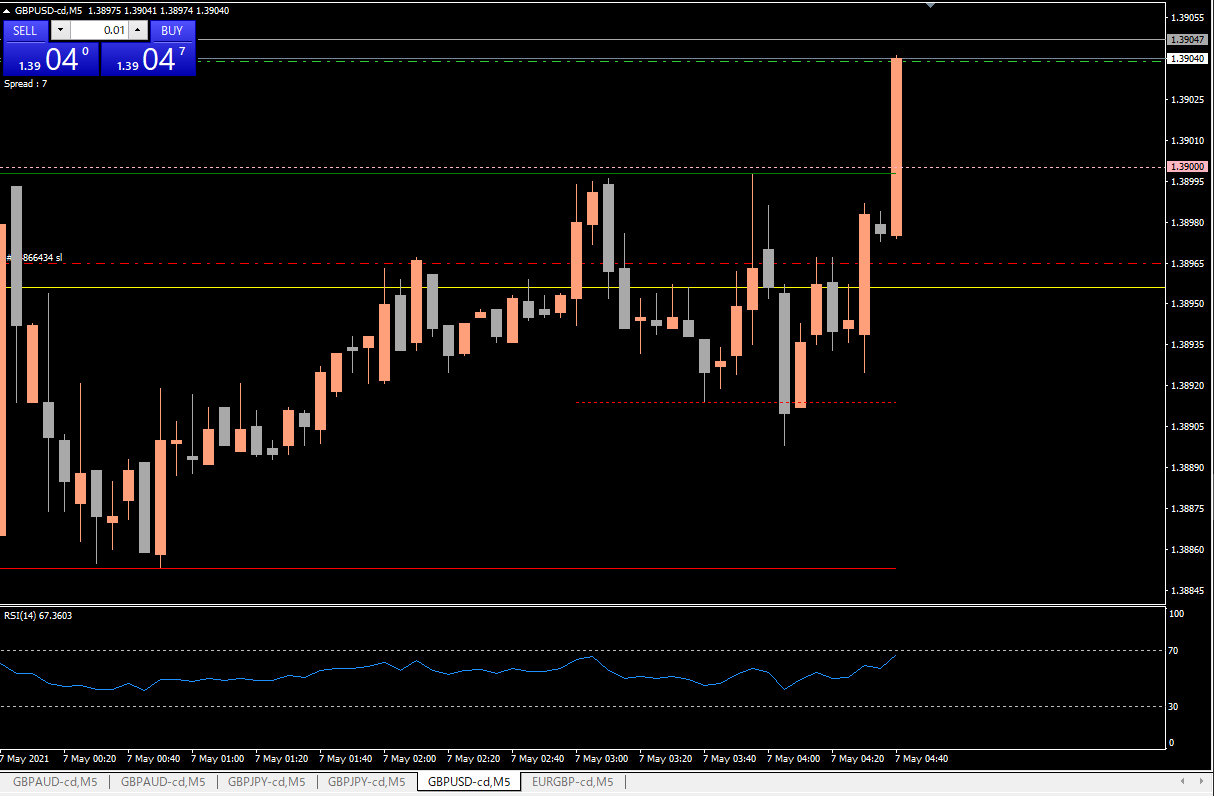 GBPUSD-cd,M5 1.38975 1.39041 1.38974 1.39040
SELL 0.01 BUY
1.39 04 0 1.39 04 7
Spread : 7
866434 sl
1.39055
1.39047
1.39040
1.39025
1.39010
1.39000
1.38995
1.38980
1.38965
1.38950
1.38935
1.38920
1.38905
1.38890
1.38875
1.38860
1.38845
RSI(14) 67.3603
100
70
30
0
7 May 2021 7 May 00:20 7 May 00:40 7 May 01:00 7 May 01:20 7 May 01:40 7 May 02:00 7 May 02:20 7 May 02:40 7 May 03:00 7 May 03:20 7 May 03:40 7 May 04:00 7 May 04:20 7 May 04:40
GBPAUD-cd,M5 GBPAUD-cd,M5 GBPJPY-cd,M5 GBPJPY-cd,M5 GBPUSD-cd,M5 EURGBP-cd,M5